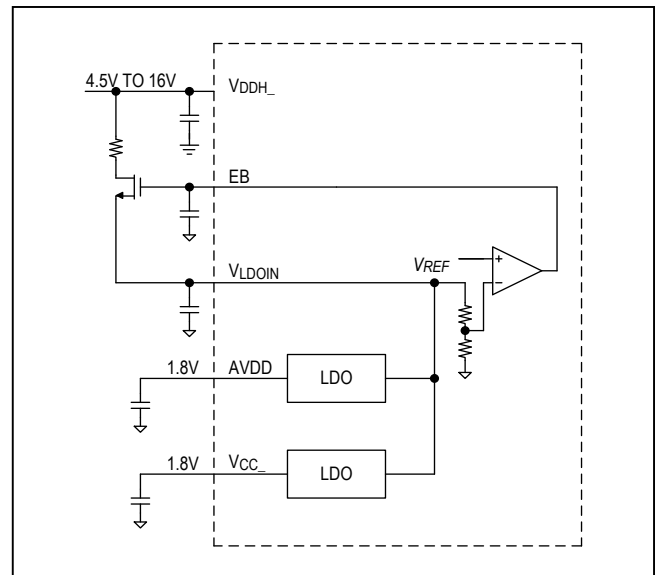 4.5V TO 16V
VDDH_
EB
VLDOIN
VREF
+
−
1.8V AVDD
LDO
1.8V VCC_
LDO